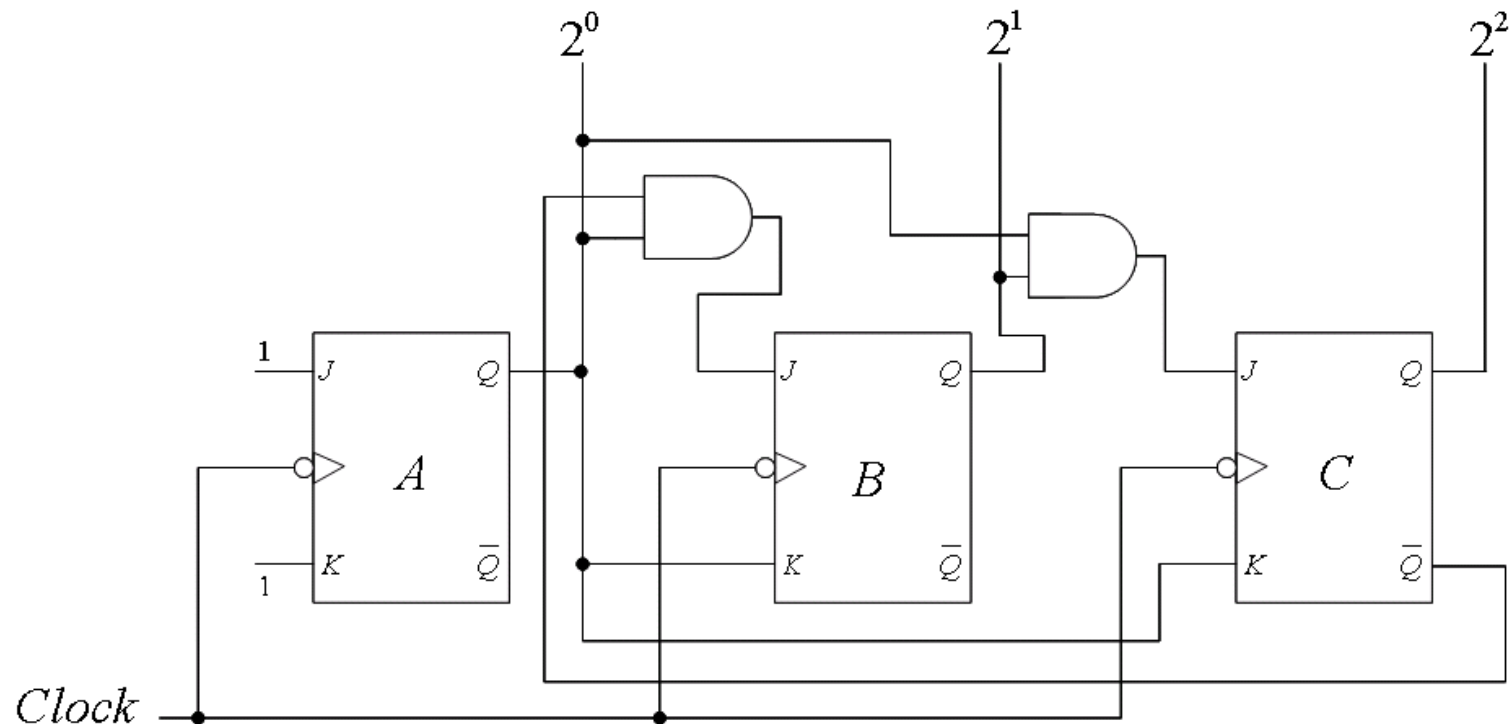 2⁰ 2¹ 2²
1 J Q J Q J Q
A B C
1 K Q̅ K Q̅ K Q̅
Clock